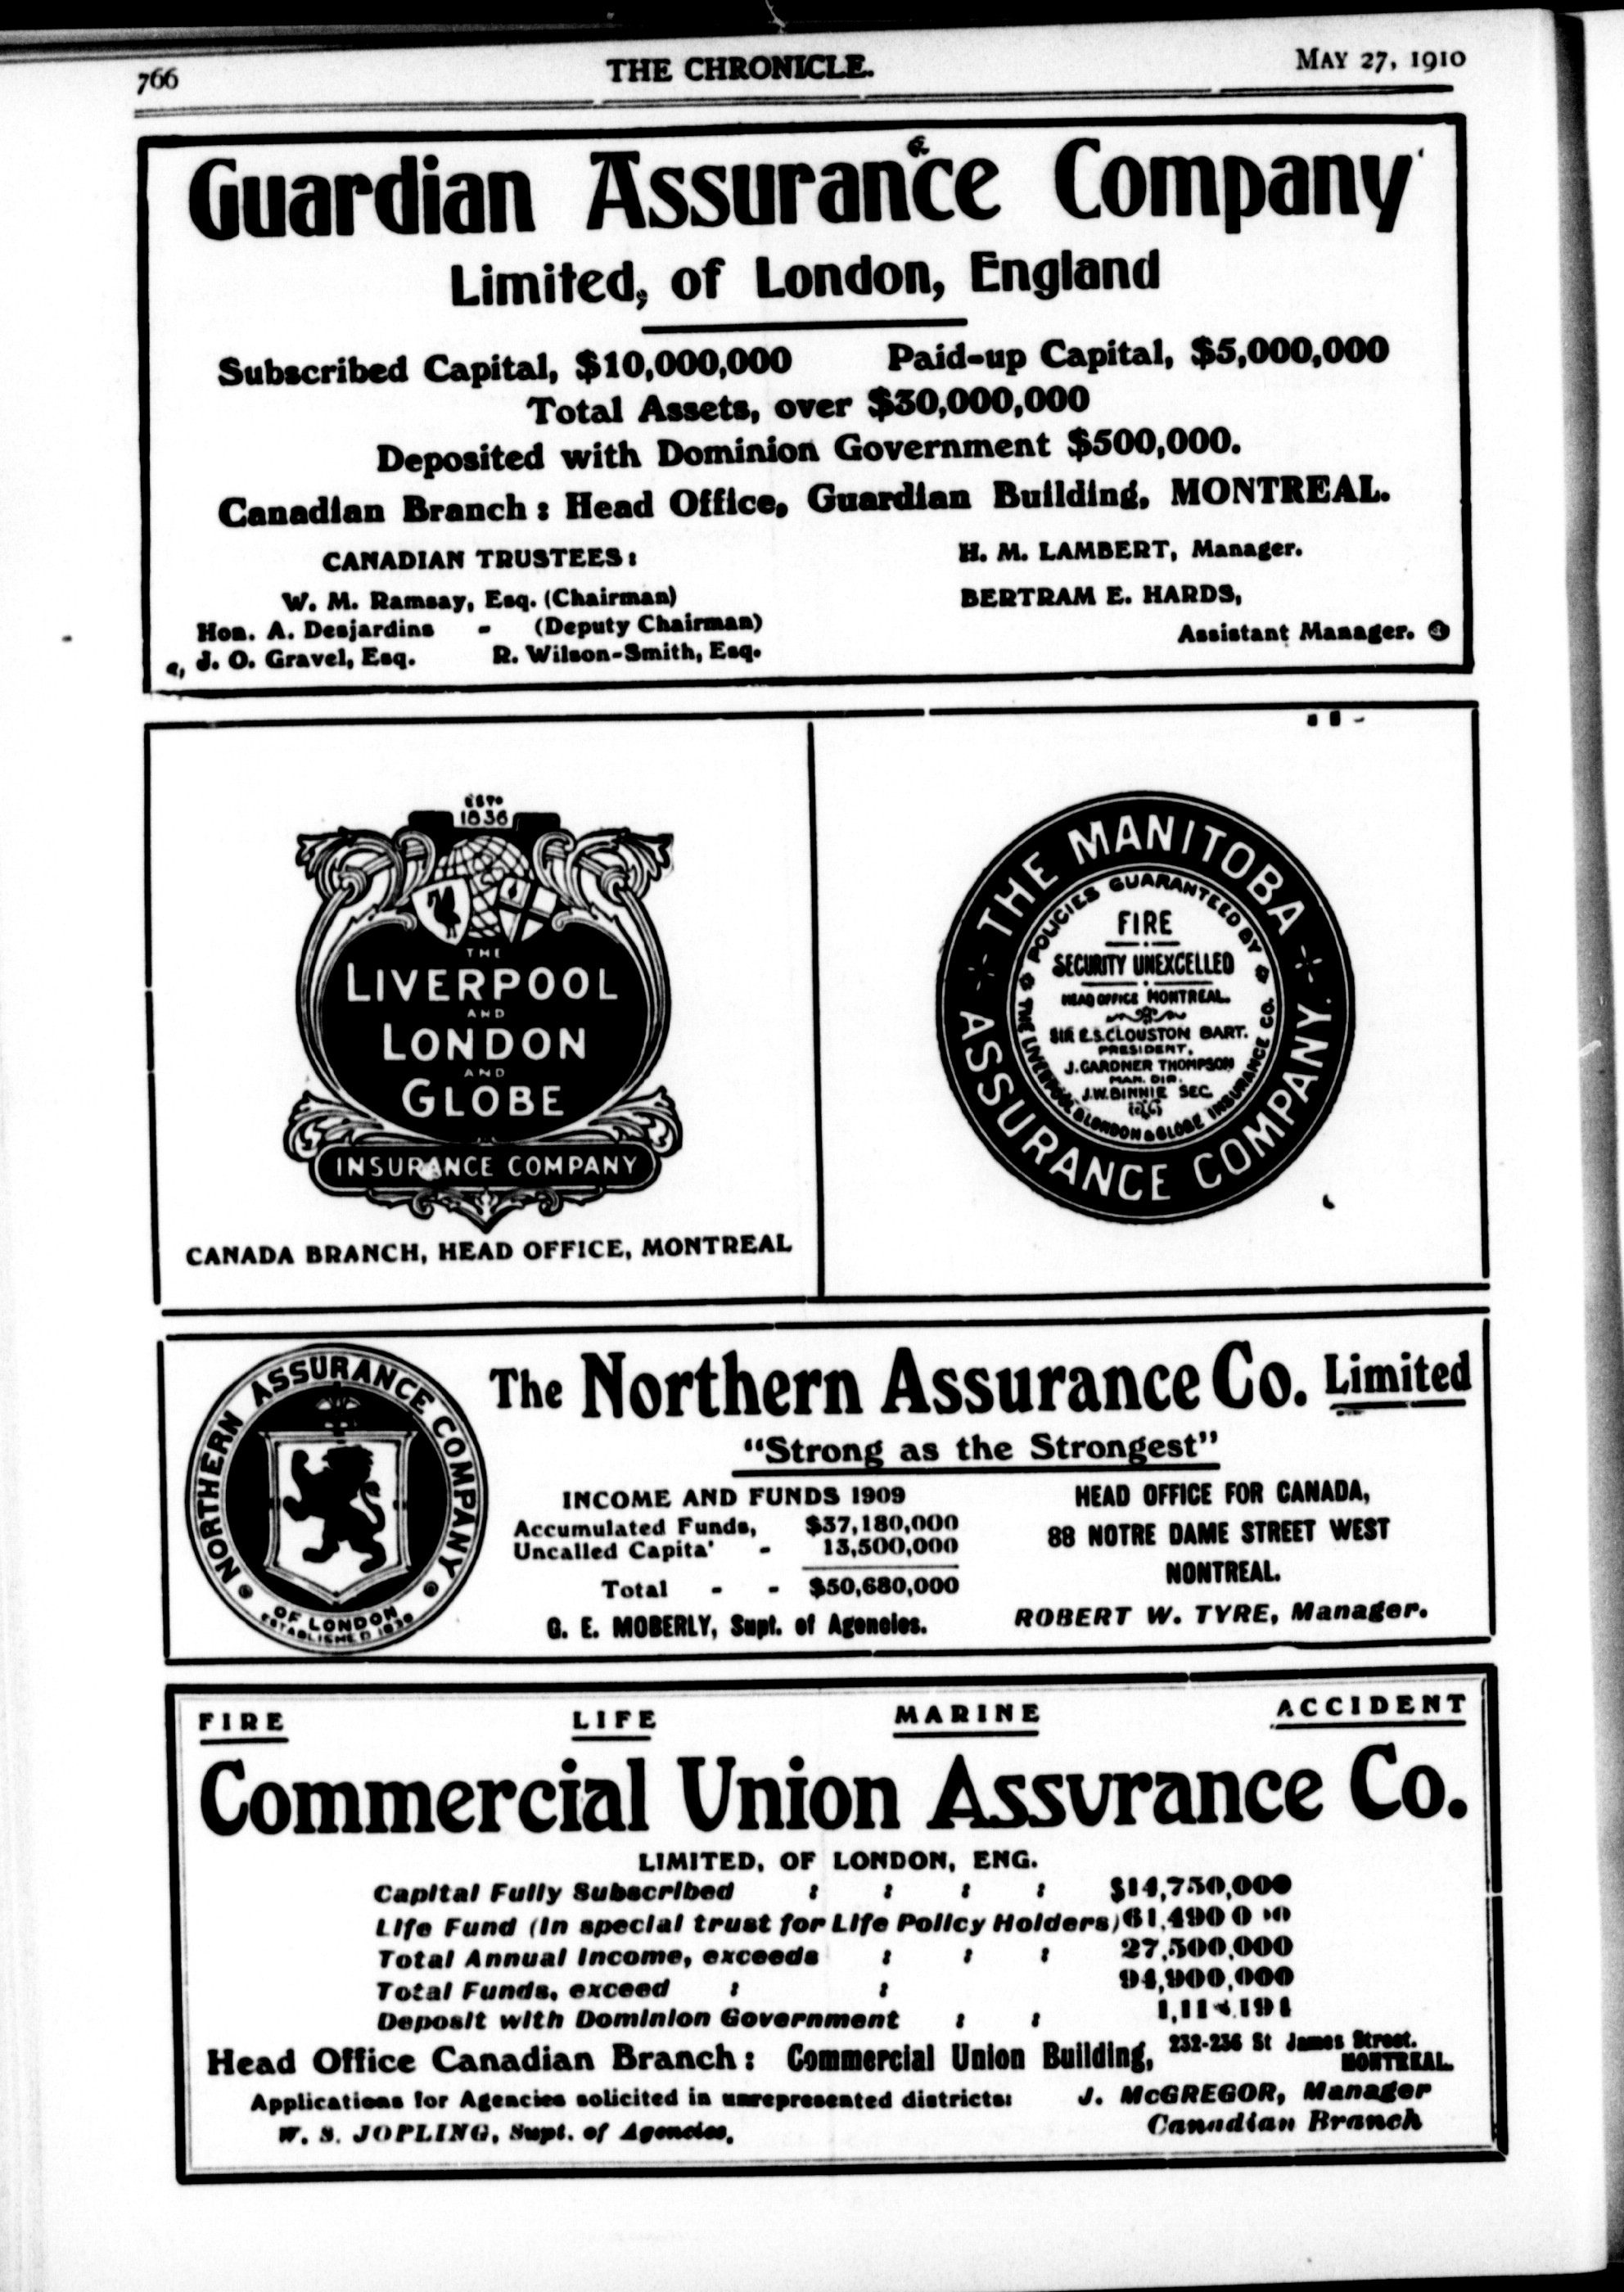 766 THE CHRONICLE. MAY 27, 1910
Guardian Assurance Company
Limited, of London, England
Subscribed Capital, $10,000,000 Paid-up Capital, $5,000,000
Total Assets, over $30,000,000
Deposited with Dominion Government $500,000.
Canadian Branch : Head Office, Guardian Building, MONTREAL.
CANADIAN TRUSTEES :
W. M. Ramsay, Esq. (Chairman)
Hon. A. Desjardins - (Deputy Chairman)
J. O. Gravel, Esq. R. Wilson-Smith, Esq.
H. M. LAMBERT, Manager.
BERTRAM E. HARDS,
Assistant Manager.
ESTD
1836
THE
LIVERPOOL
AND
LONDON
AND
GLOBE
INSURANCE COMPANY
CANADA BRANCH, HEAD OFFICE, MONTREAL
THE MANITOBA
ASSURANCE COMPANY.
POLICIES GUARANTEED BY
THE LIVERPOOL & LONDON & GLOBE INSURANCE CO.
FIRE
SECURITY UNEXCELLED
HEAD OFFICE MONTREAL.
SIR E.S. CLOUSTON BART.
PRESIDENT.
J. GARDNER THOMPSON
MAN. DIR.
J.W. BINNIE SEC.
NORTHERN ASSURANCE COMPANY
OF LONDON
ESTABLISHED 1836
The Northern Assurance Co. Limited
"Strong as the Strongest"
INCOME AND FUNDS 1909
Accumulated Funds, $37,180,000
Uncalled Capita' - 13,500,000
Total - - $50,680,000
G. E. MOBERLY, Supt. of Agencies.
HEAD OFFICE FOR CANADA,
88 NOTRE DAME STREET WEST
MONTREAL.
ROBERT W. TYRE, Manager.
FIRE LIFE MARINE ACCIDENT
Commercial Union Assurance Co.
LIMITED, OF LONDON, ENG.
Capital Fully Subscribed : : : : $14,750,000
Life Fund (In special trust for Life Policy Holders)
Total Annual Income, exceeds : : : 27,500,000
Total Funds, exceed : : 94,900,000
Deposit with Dominion Government : :
Head Office Canadian Branch : Commercial Union Building, 232-236 St James Street.
MONTREAL.
Applications for Agencies solicited in unrepresented districts:
W. S. JOPLING, Supt. of Agencies.
J. McGREGOR, Manager
Canadian Branch